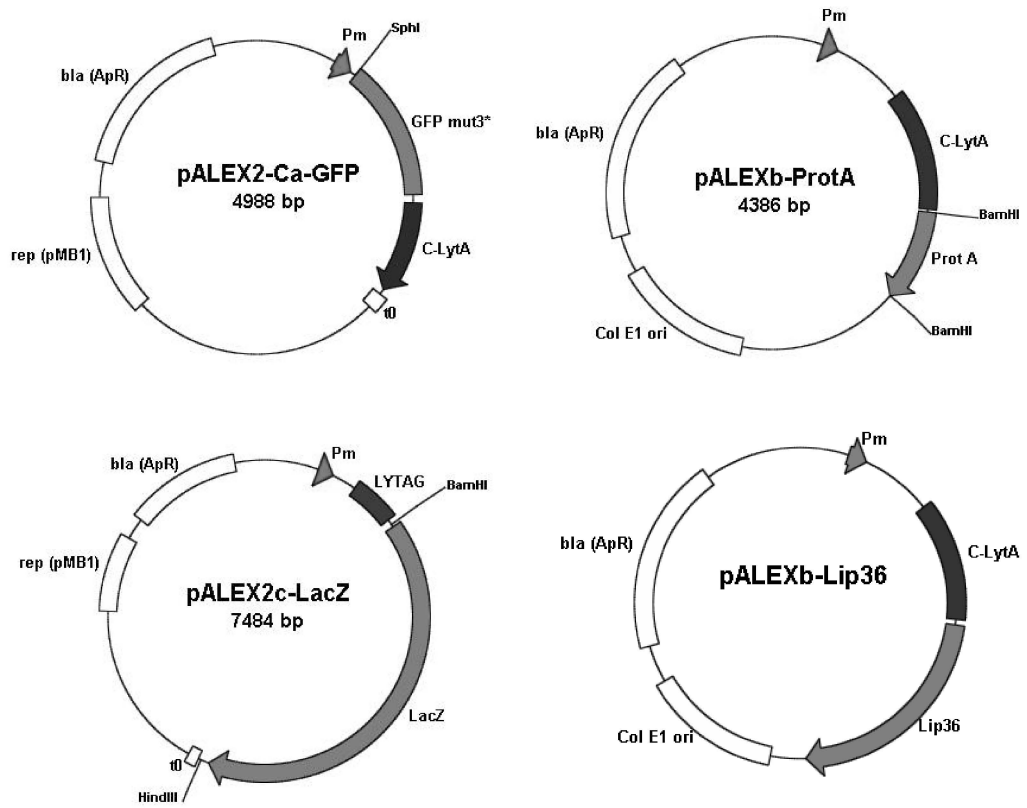 Pm
SphI
bla (ApR)
GFP mut3*
pALEX2-Ca-GFP
4988 bp
rep (pMB1)
C-LytA
t0
Pm
bla (ApR)
C-LytA
pALEXb-ProtA
4386 bp
BamHI
Prot A
Col E1 ori
BamHI
Pm
bla (ApR)
LYTAG
BamHI
rep (pMB1)
pALEX2c-LacZ
7484 bp
LacZ
t0
HindIII
Pm
bla (ApR)
C-LytA
pALEXb-Lip36
Col E1 ori
Lip36